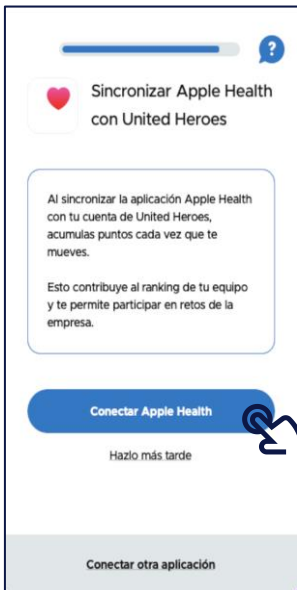 ?
Sincronizar Apple Health
con United Heroes
Al sincronizar la aplicación Apple Health
con tu cuenta de United Heroes,
acumulas puntos cada vez que te
mueves.
Esto contribuye al ranking de tu equipo
y te permite participar en retos de la
empresa.
Conectar Apple Health
Hazlo más tarde
Conectar otra aplicación